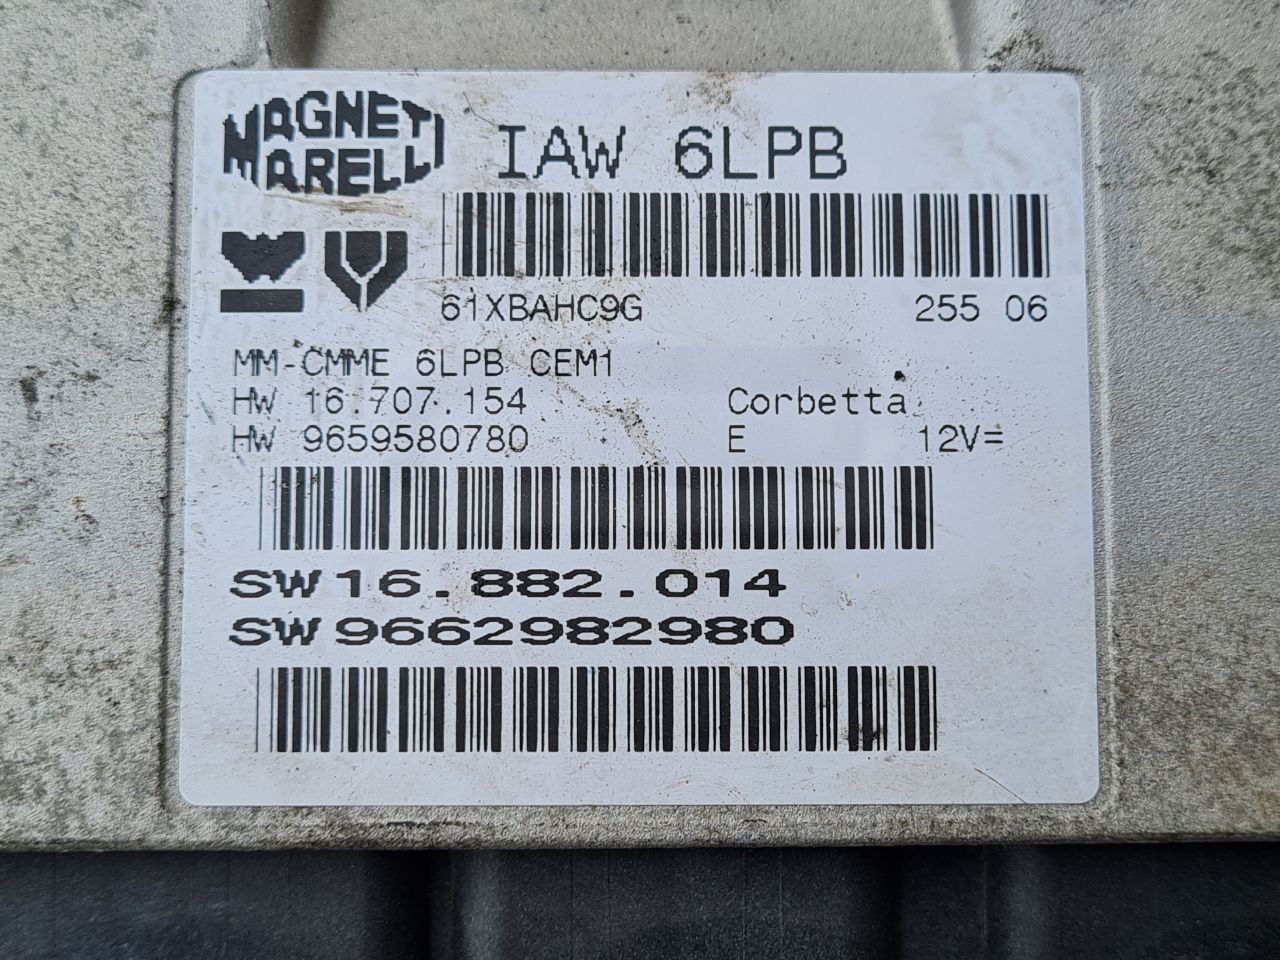 MAGNETI
MARELLI
IAW 6LPB
61XBAHC9G 255 06
MM-CMME 6LPB CEM1
HW 16.707.154 Corbetta
HW 9659580780 E 12V=
SW16.882.014
SW9662982980